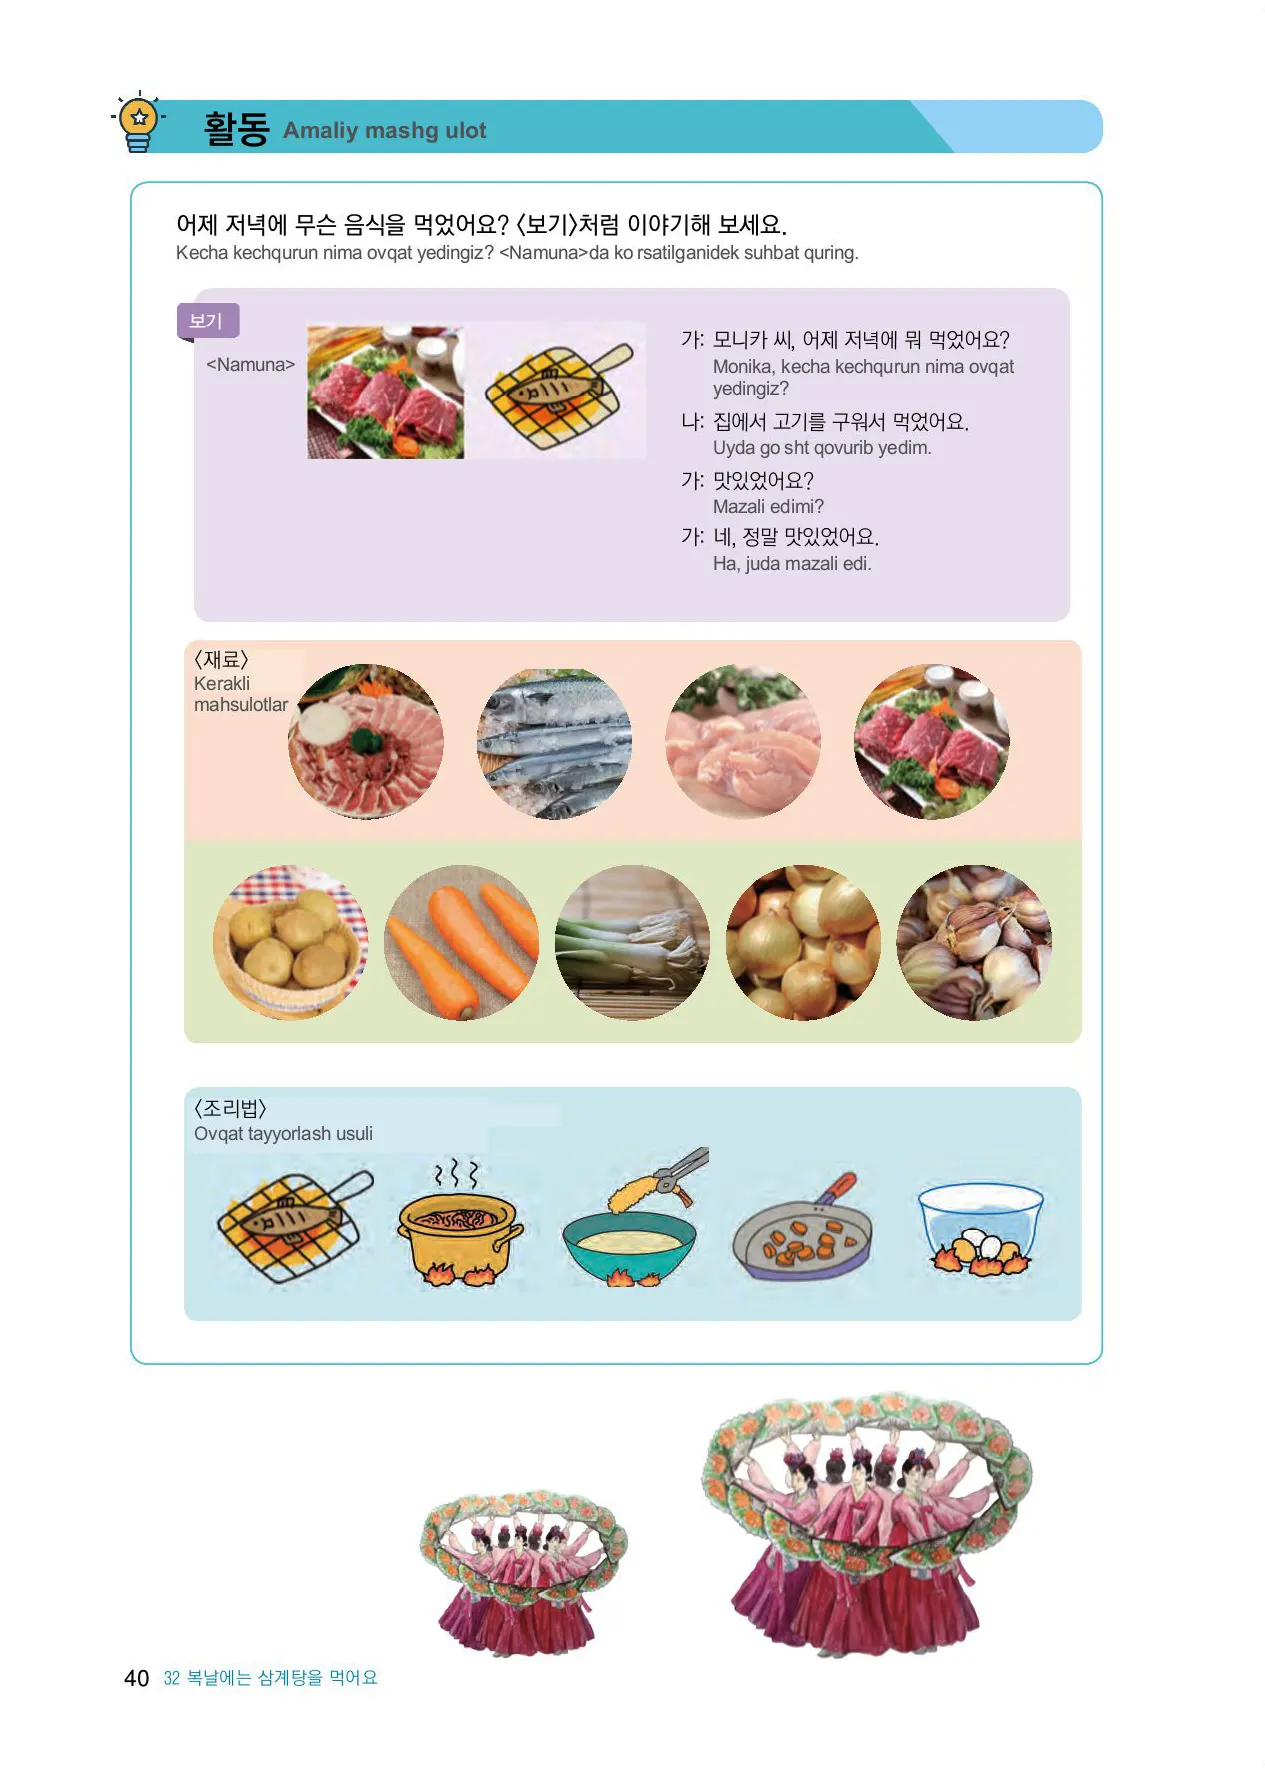 활동 Amaliy mashg ulot
어제 저녁에 무슨 음식을 먹었어요? 〈보기〉처럼 이야기해 보세요.
Kecha kechqurun nima ovqat yedingiz? <Namuna>da ko rsatilganidek suhbat quring.
보기
<Namuna>
가: 모니카 씨, 어제 저녁에 뭐 먹었어요?
Monika, kecha kechqurun nima ovqat
yedingiz?
나: 집에서 고기를 구워서 먹었어요.
Uyda go sht qovurib yedim.
가: 맛있었어요?
Mazali edimi?
가: 네, 정말 맛있었어요.
Ha, juda mazali edi.
〈재료〉
Kerakli
mahsulotlar
〈조리법〉
Ovqat tayyorlash usuli
40 32 복날에는 삼계탕을 먹어요